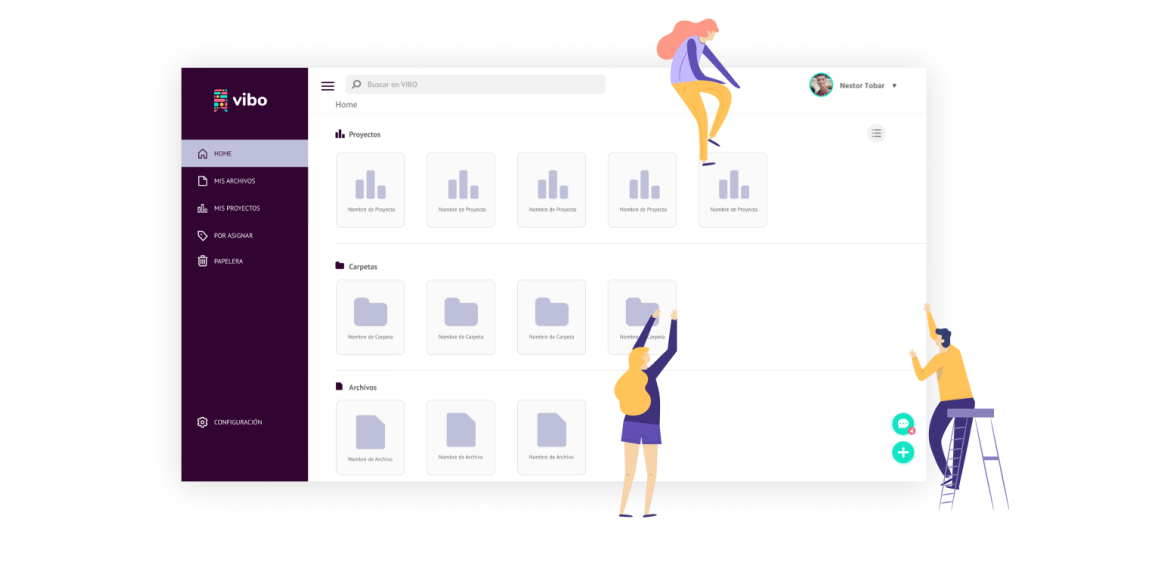 vibo
Buscar en VIBO
Nestor Tobar
Home
HOME
MIS ARCHIVOS
MIS PROYECTOS
POR ASIGNAR
PAPELERA
CONFIGURACIÓN
Proyectos
Nombre de Proyecto
Nombre de Proyecto
Nombre de Proyecto
Nombre de Proyecto
Nombre de Proyecto
Carpetas
Nombre de Carpeta
Nombre de Carpeta
Nombre de Carpeta
Nombre de Carpeta
Archivos
Nombre de Archivo
Nombre de Archivo
Nombre de Archivo
4